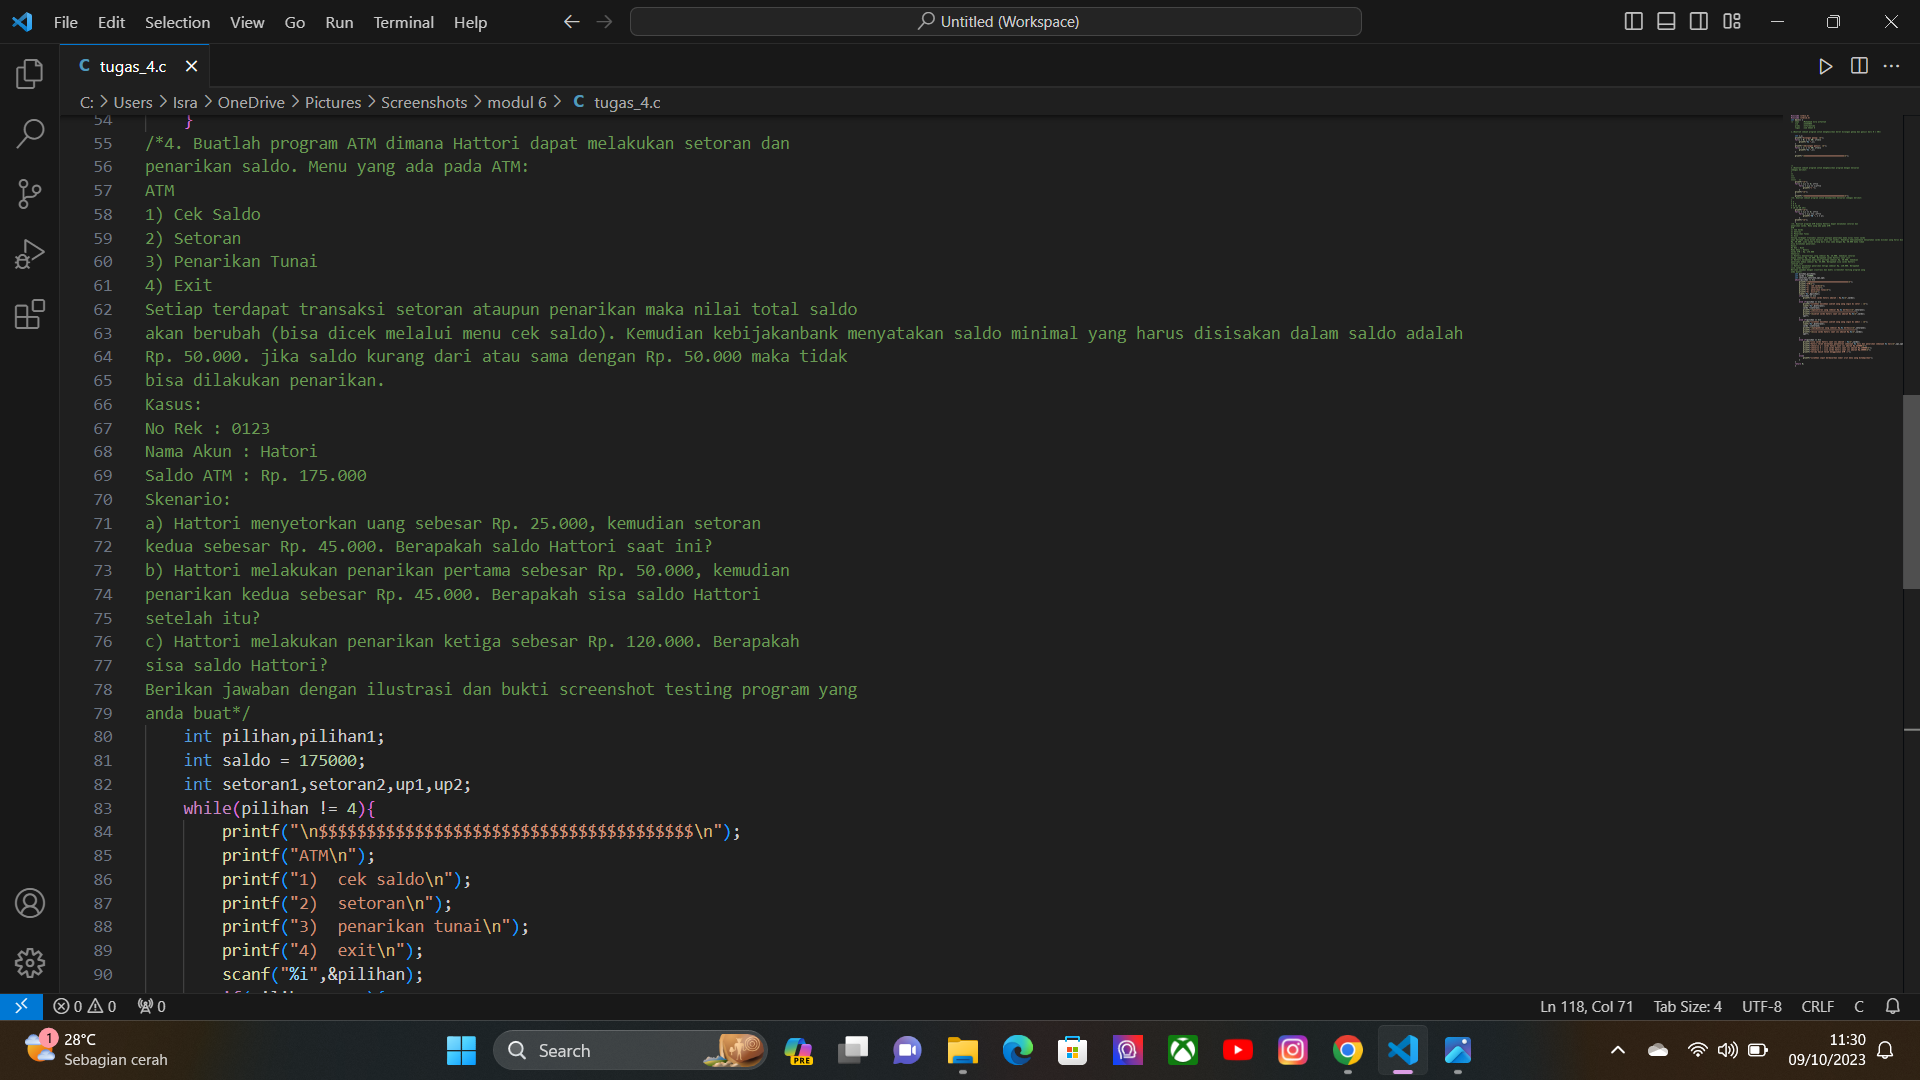 File Edit Selection View Go Run Terminal Help
Untitled (Workspace)
C tugas_4.c
C: > Users > Isra > OneDrive > Pictures > Screenshots > modul 6 > C tugas_4.c
54 }
55 /*4. Buatlah program ATM dimana Hattori dapat melakukan setoran dan
56 penarikan saldo. Menu yang ada pada ATM:
57 ATM
58 1) Cek Saldo
59 2) Setoran
60 3) Penarikan Tunai
61 4) Exit
62 Setiap terdapat transaksi setoran ataupun penarikan maka nilai total saldo
63 akan berubah (bisa dicek melalui menu cek saldo). Kemudian kebijakanbank menyatakan saldo minimal yang harus disisakan dalam saldo adalah
64 Rp. 50.000. jika saldo kurang dari atau sama dengan Rp. 50.000 maka tidak
65 bisa dilakukan penarikan.
66 Kasus:
67 No Rek : 0123
68 Nama Akun : Hatori
69 Saldo ATM : Rp. 175.000
70 Skenario:
71 a) Hattori menyetorkan uang sebesar Rp. 25.000, kemudian setoran
72 kedua sebesar Rp. 45.000. Berapakah saldo Hattori saat ini?
73 b) Hattori melakukan penarikan pertama sebesar Rp. 50.000, kemudian
74 penarikan kedua sebesar Rp. 45.000. Berapakah sisa saldo Hattori
75 setelah itu?
76 c) Hattori melakukan penarikan ketiga sebesar Rp. 120.000. Berapakah
77 sisa saldo Hattori?
78 Berikan jawaban dengan ilustrasi dan bukti screenshot testing program yang
79 anda buat*/
80 int pilihan,pilihan1;
81 int saldo = 175000;
82 int setoran1,setoran2,up1,up2;
83 while(pilihan != 4){
84 printf("\n$$$$$$$$$$$$$$$$$$$$$$$$$$$$$$$$$$$$$$$\n");
85 printf("ATM\n");
86 printf("1)  cek saldo\n");
87 printf("2)  setoran\n");
88 printf("3)  penarikan tunai\n");
89 printf("4)  exit\n");
90 scanf("%i",&pilihan);
0 0 0
Ln 118, Col 71 Tab Size: 4 UTF-8 CRLF C
1 28°C
Sebagian cerah
Search
PRE
11:30
09/10/2023